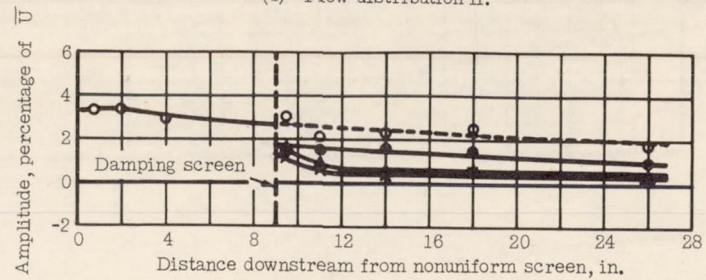 (c) Flow distribution II.
Amplitude, percentage of U̅
6
4
2
0
-2
Damping screen
0 4 8 12 16 20 24 28
Distance downstream from nonuniform screen, in.